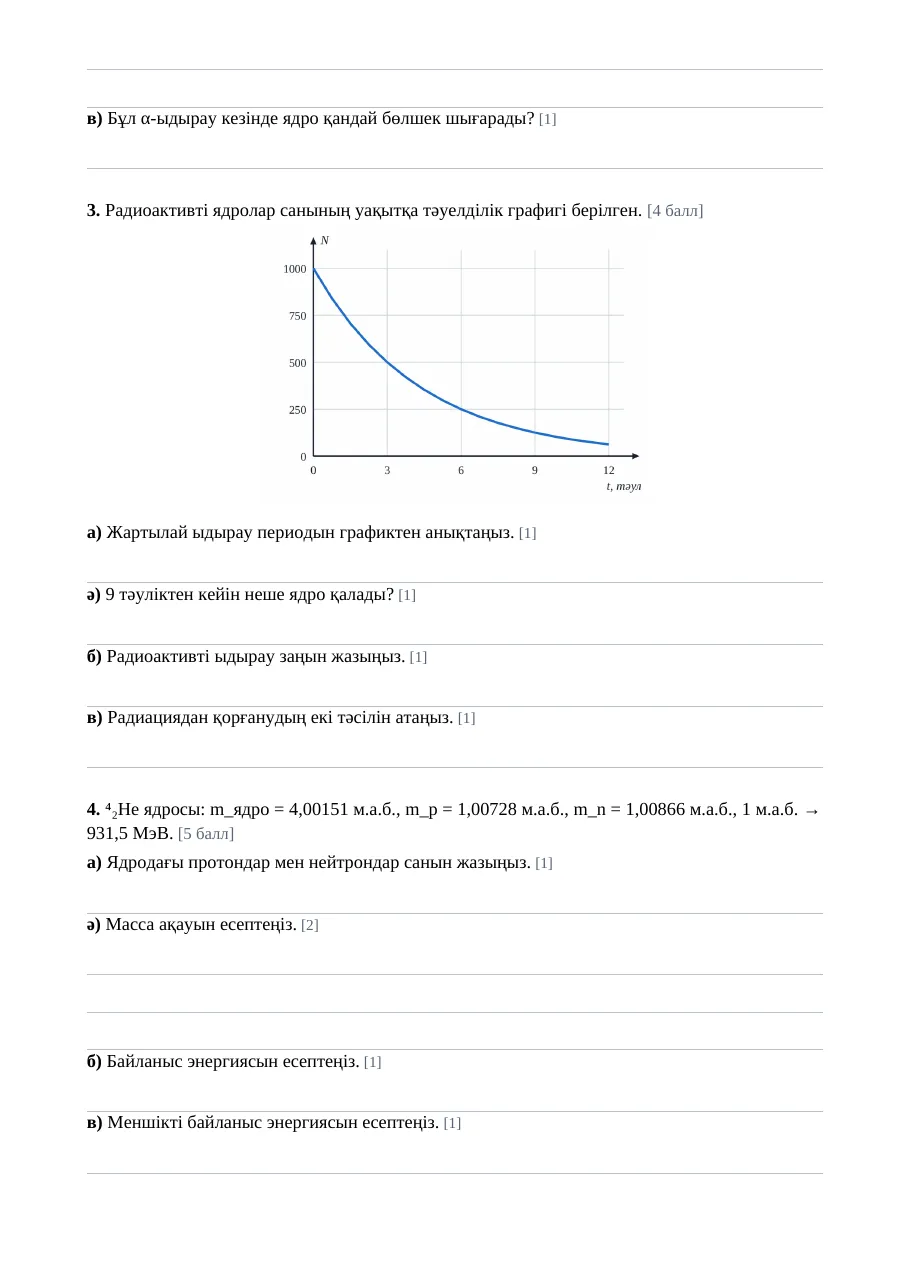 в) Бұл α-ыдырау кезінде ядро қандай бөлшек шығарады? [1]
3. Радиоактивті ядролар санының уақытқа тәуелділік графигі берілген. [4 балл]
N
1000
750
500
250
0
0 3 6 9 12
t, тәул
а) Жартылай ыдырау периодын графиктен анықтаңыз. [1]
ә) 9 тәуліктен кейін неше ядро қалады? [1]
б) Радиоактивті ыдырау заңын жазыңыз. [1]
в) Радиациядан қорғанудың екі тәсілін атаңыз. [1]
4. ⁴₂He ядросы: m_ядро = 4,00151 м.а.б., m_p = 1,00728 м.а.б., m_n = 1,00866 м.а.б., 1 м.а.б. →
931,5 МэВ. [5 балл]
а) Ядродағы протондар мен нейтрондар санын жазыңыз. [1]
ә) Масса ақауын есептеңіз. [2]
б) Байланыс энергиясын есептеңіз. [1]
в) Меншікті байланыс энергиясын есептеңіз. [1]